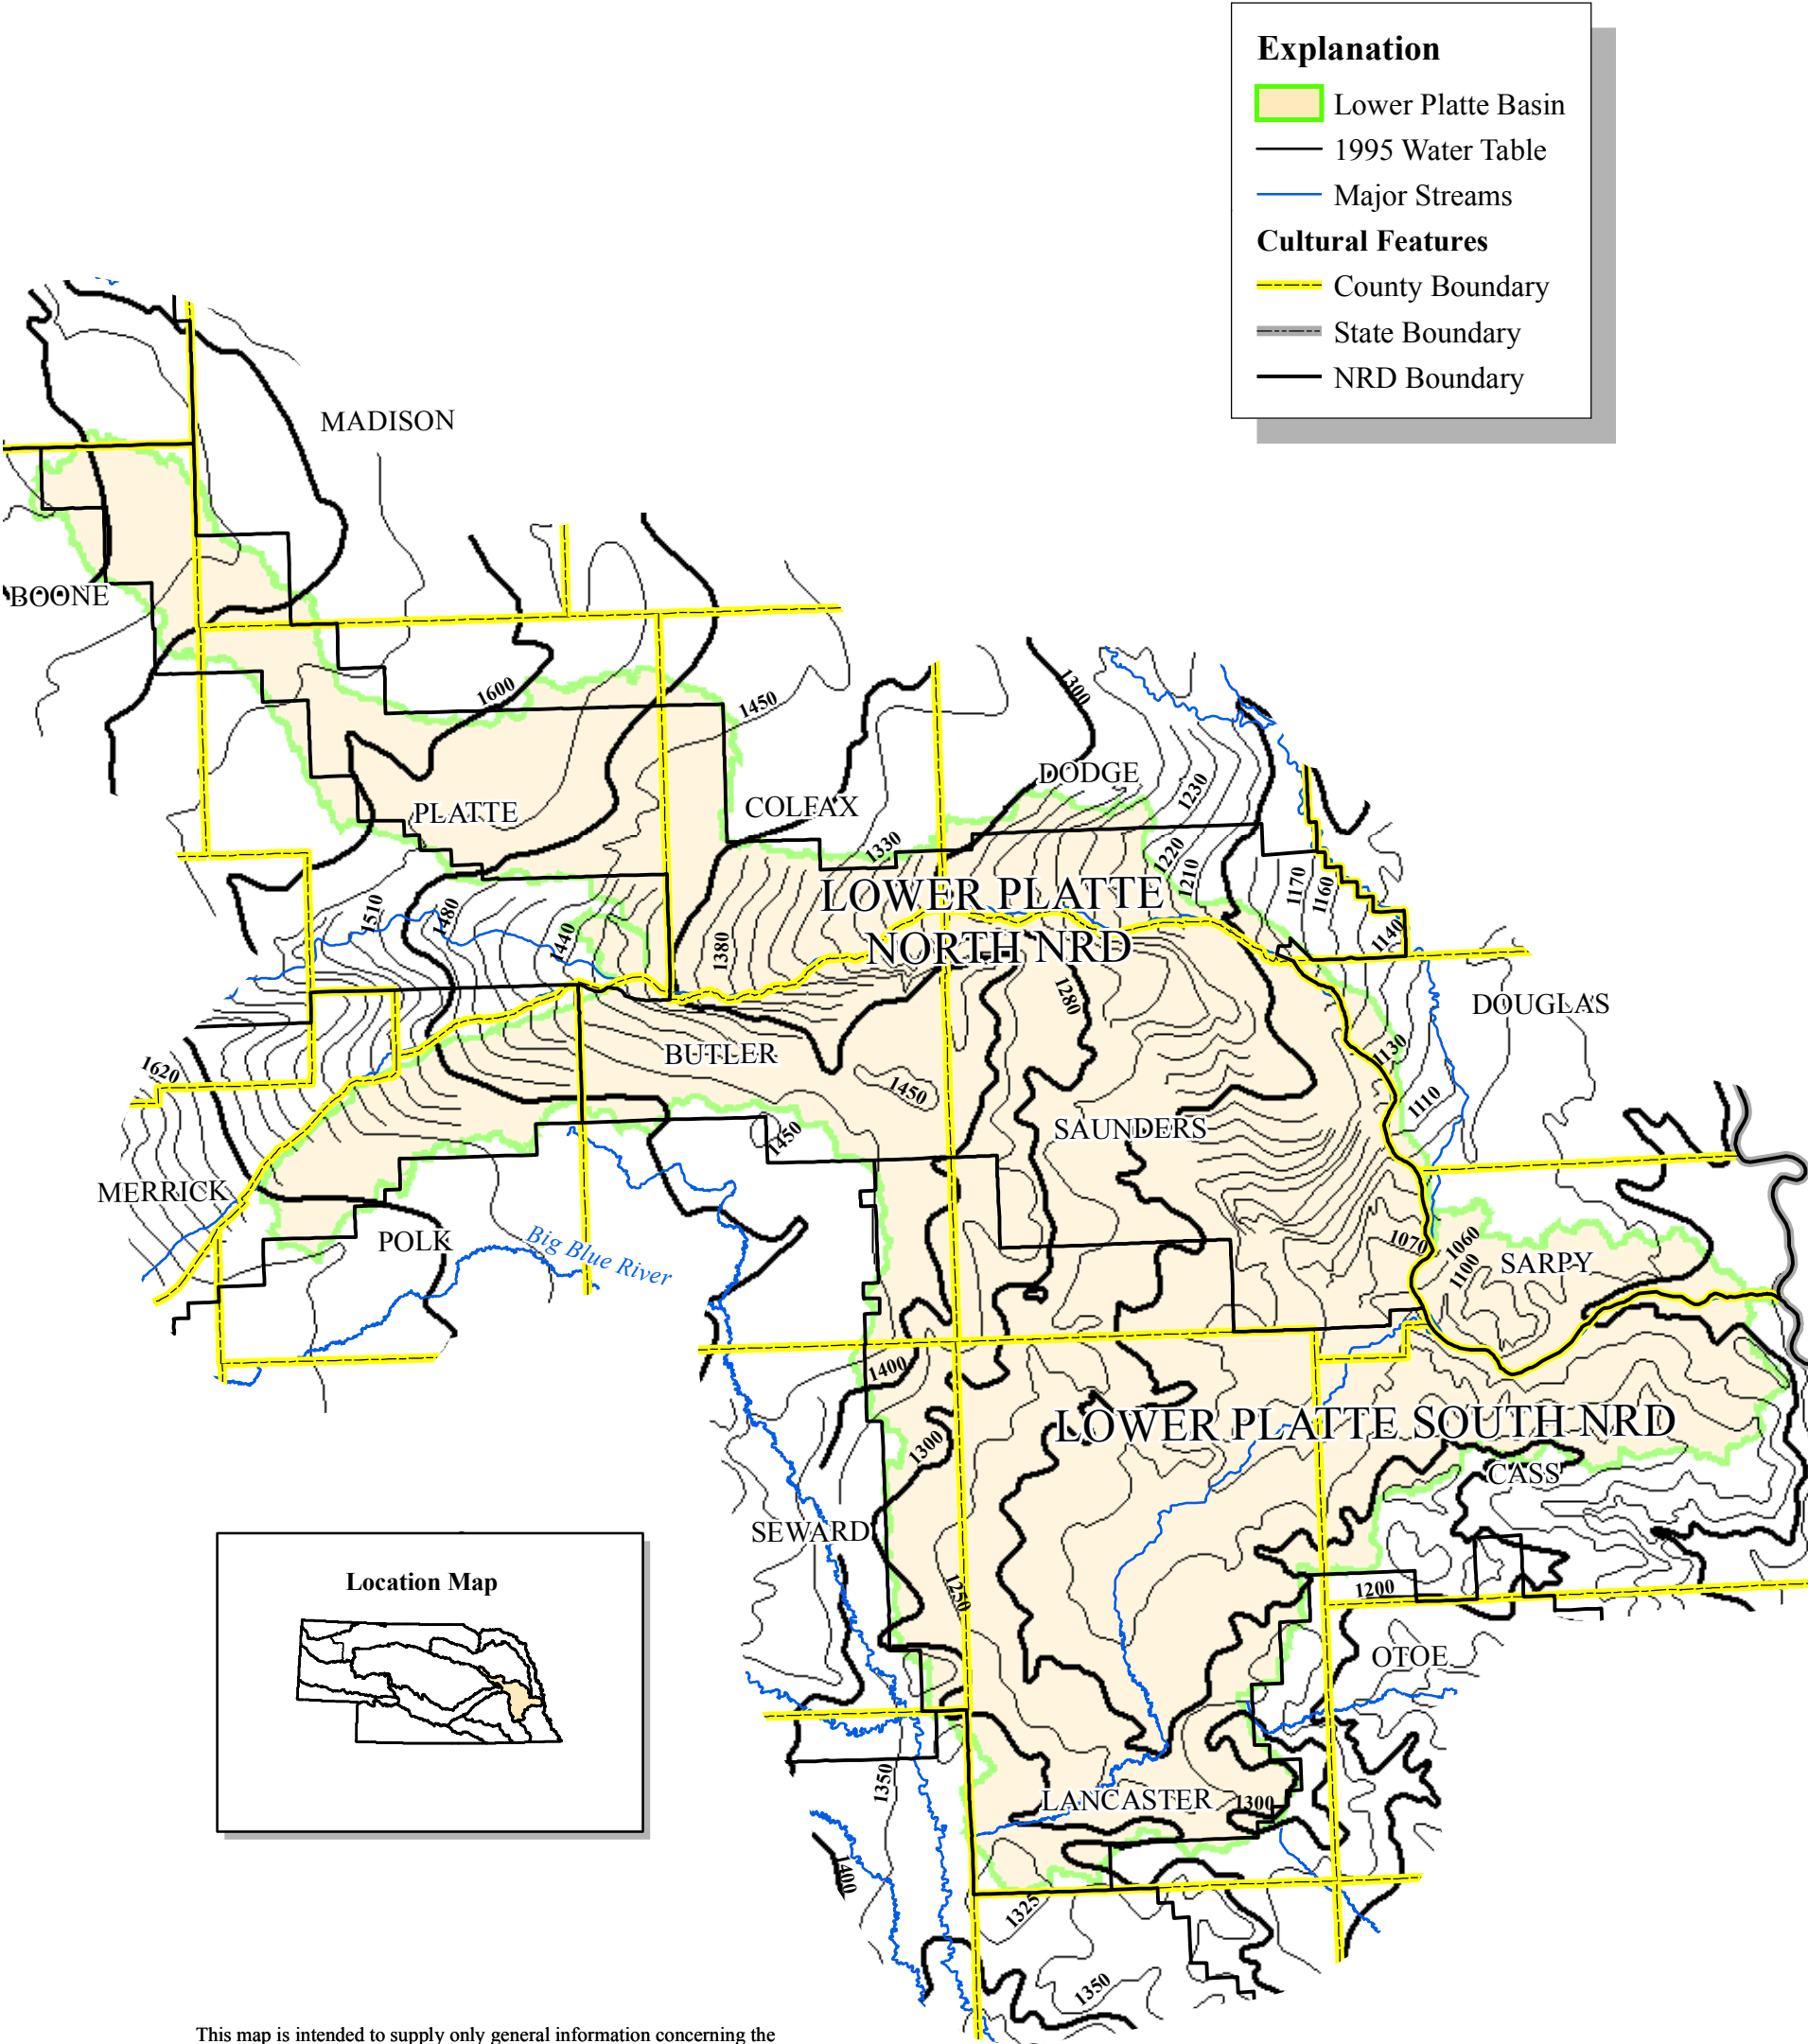 Explanation
Lower Platte Basin
1995 Water Table
Major Streams
Cultural Features
County Boundary
State Boundary
NRD Boundary
MADISON
BOONE
1600
1450
1300
DODGE
1230
PLATTE
COLFAX
1330
1220
1210
1170
1160
1140
LOWER PLATTE
NORTH NRD
1510
1480
1440
1380
1280
DOUGLAS
1620
BUTLER
1450
1130
1110
SAUNDERS
1450
MERRICK
POLK
Big Blue River
1070
1060
1100
SARPY
1400
1300
LOWER PLATTE SOUTH NRD
CASS
SEWARD
1250
1200
OTOE
Location Map
1350
LANCASTER
1300
1400
1325
1350
This map is intended to supply only general information concerning the